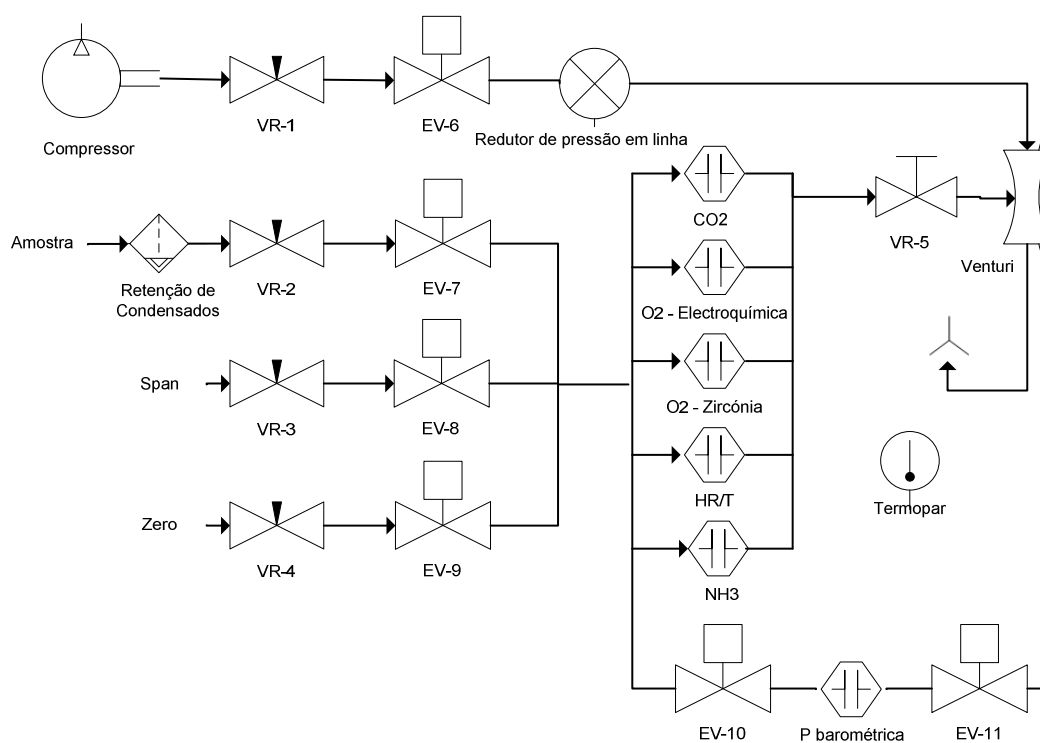 Compressor
VR-1
EV-6
Redutor de pressão em linha
CO2
VR-5
Venturi
Amostra
Retenção de
Condensados
VR-2
EV-7
O2 - Electroquímica
Span
VR-3
EV-8
O2 - Zircónia
HR/T
Termopar
Zero
VR-4
EV-9
NH3
EV-10
P barométrica
EV-11